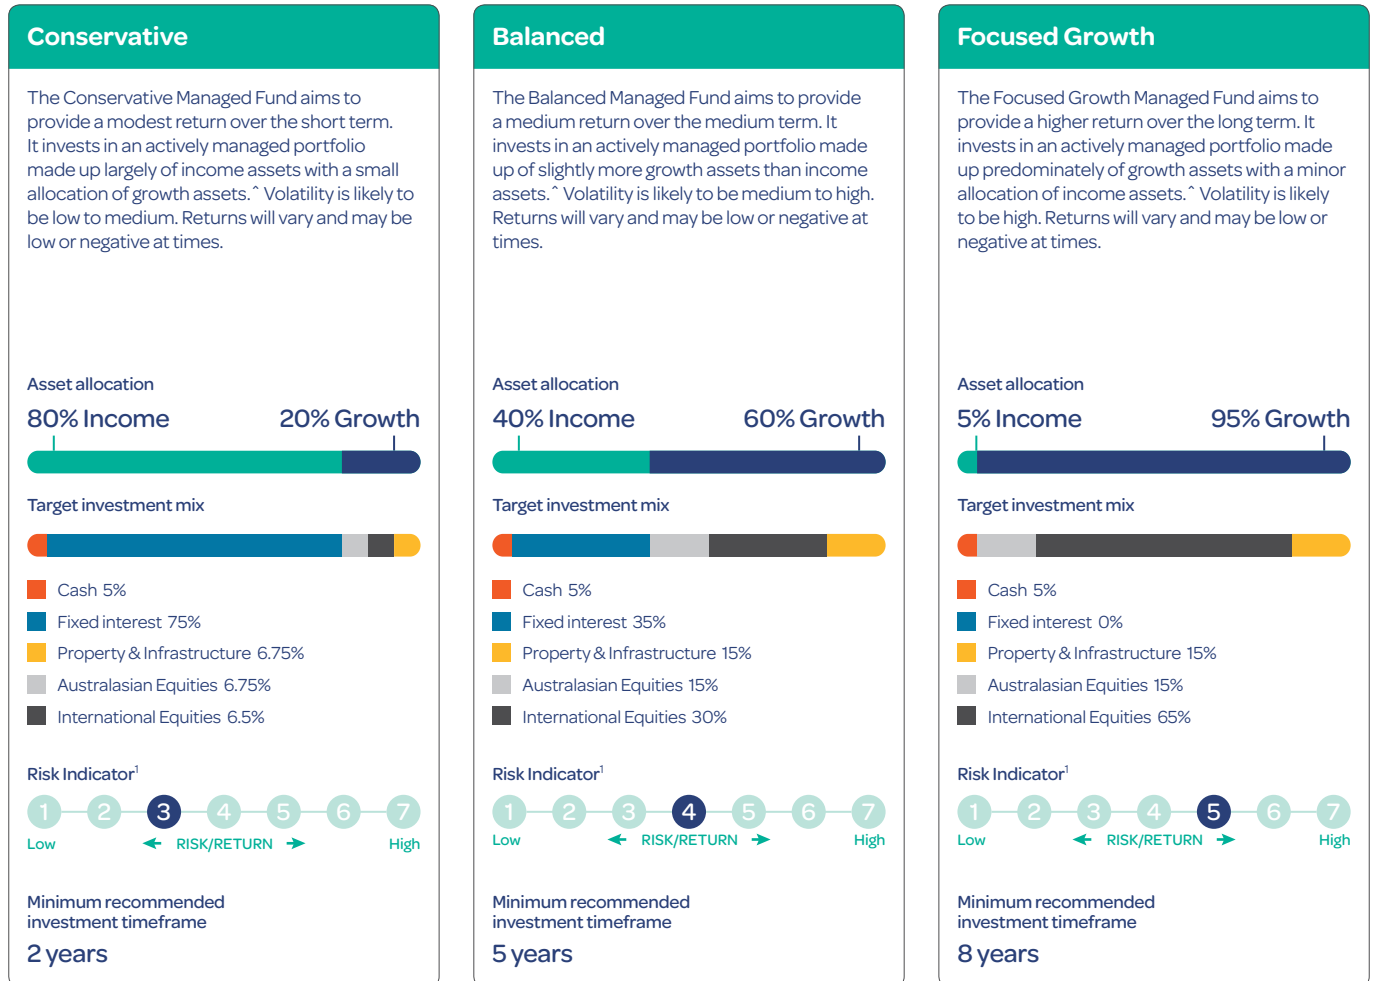 Conservative
The Conservative Managed Fund aims to
provide a modest return over the short term.
It invests in an actively managed portfolio
made up largely of income assets with a small
allocation of growth assets.^ Volatility is likely to
be low to medium. Returns will vary and may be
low or negative at times.
Asset allocation
80% Income 20% Growth
Target investment mix
Cash 5%
Fixed interest 75%
Property & Infrastructure 6.75%
Australasian Equities 6.75%
International Equities 6.5%
Risk Indicator¹
1 2 3 4 5 6 7
Low RISK/RETURN High
Minimum recommended
investment timeframe
2 years
Balanced
The Balanced Managed Fund aims to provide
a medium return over the medium term. It
invests in an actively managed portfolio made
up of slightly more growth assets than income
assets.^ Volatility is likely to be medium to high.
Returns will vary and may be low or negative at
times.
Asset allocation
40% Income 60% Growth
Target investment mix
Cash 5%
Fixed interest 35%
Property & Infrastructure 15%
Australasian Equities 15%
International Equities 30%
Risk Indicator¹
1 2 3 4 5 6 7
Low RISK/RETURN High
Minimum recommended
investment timeframe
5 years
Focused Growth
The Focused Growth Managed Fund aims to
provide a higher return over the long term. It
invests in an actively managed portfolio made
up predominately of growth assets with a minor
allocation of income assets.^ Volatility is likely
to be high. Returns will vary and may be low or
negative at times.
Asset allocation
5% Income 95% Growth
Target investment mix
Cash 5%
Fixed interest 0%
Property & Infrastructure 15%
Australasian Equities 15%
International Equities 65%
Risk Indicator¹
1 2 3 4 5 6 7
Low RISK/RETURN High
Minimum recommended
investment timeframe
8 years